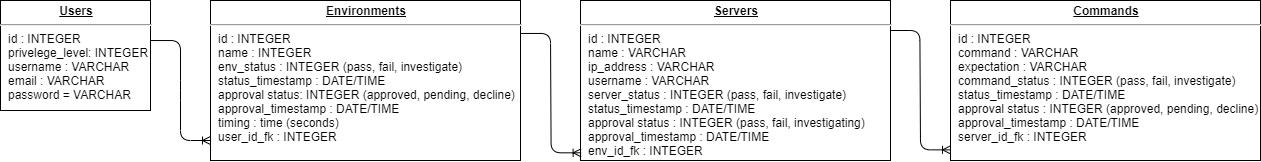 Users
id : INTEGER
privelege_level: INTEGER
username : VARCHAR
email : VARCHAR
password = VARCHAR
Environments
id : INTEGER
name : INTEGER
env_status : INTEGER (pass, fail, investigate)
status_timestamp : DATE/TIME
approval status: INTEGER (approved, pending, decline)
approval_timestamp : DATE/TIME
timing : time (seconds)
user_id_fk : INTEGER
Servers
id : INTEGER
name : VARCHAR
ip_address : VARCHAR
username : VARCHAR
server_status : INTEGER (pass, fail, investigate)
status_timestamp : DATE/TIME
approval status : INTEGER (pass, fail, investigating)
approval_timestamp : DATE/TIME
env_id_fk : INTEGER
Commands
id : INTEGER
command : VARCHAR
expectation : VARCHAR
command_status : INTEGER (pass, fail, investigate)
status_timestamp : DATE/TIME
approval status : INTEGER (approved, pending, decline)
approval_timestamp : DATE/TIME
server_id_fk : INTEGER